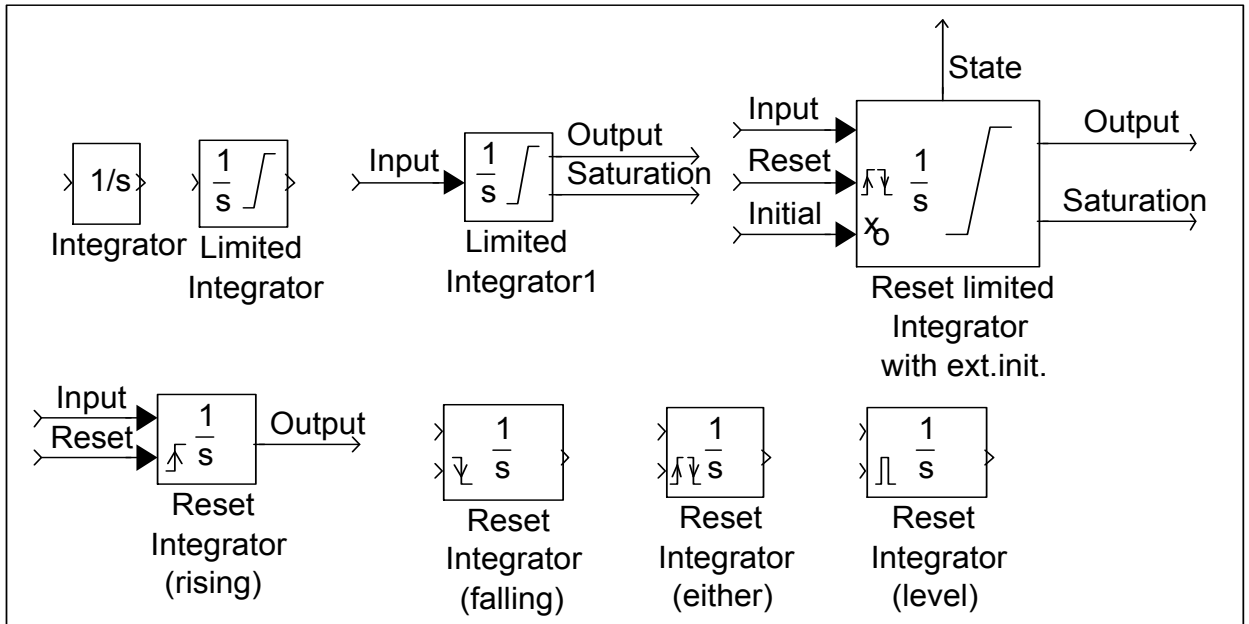 State
Input
Reset
Initial
1
s
xo
Output
Saturation
Reset limited
Integrator
with ext.init.
1/s
Integrator
1
s
Limited
Integrator
Input
1
s
Output
Saturation
Limited
Integrator1
Input
Reset
1
s
Output
Reset
Integrator
(rising)
1
s
Reset
Integrator
(falling)
1
s
Reset
Integrator
(either)
1
s
Reset
Integrator
(level)